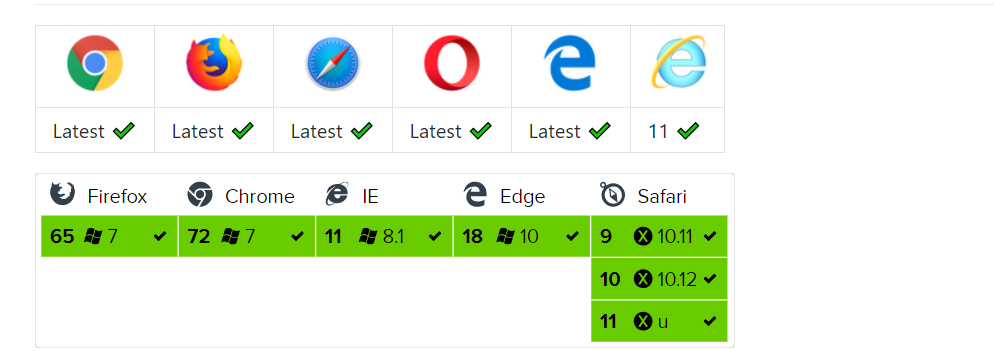 Latest Latest Latest Latest Latest 11
Firefox Chrome IE Edge Safari
65 7 72 7 11 8.1 18 10 9 X 10.11
10 X 10.12
11 X u